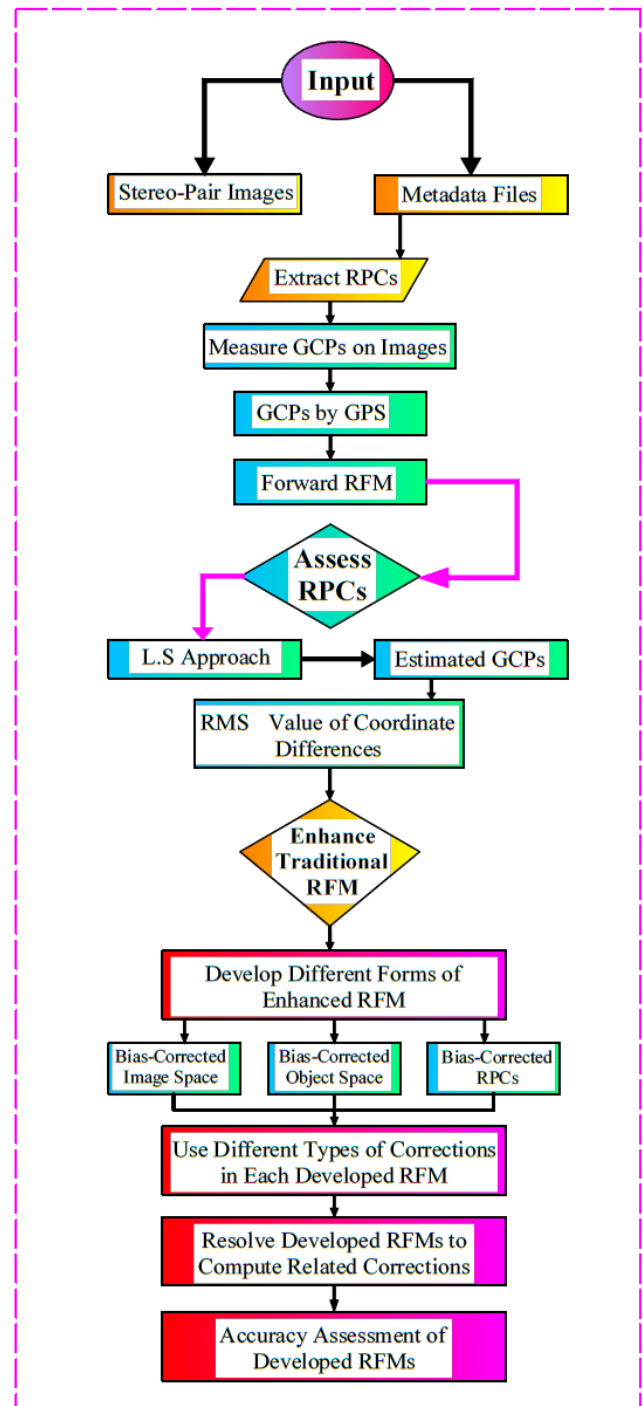 Input
Stereo-Pair Images
Metadata Files
Extract RPCs
Measure GCPs on Images
GCPs by GPS
Forward RFM
Assess
RPCs
L.S Approach
Estimated GCPs
RMS Value of Coordinate
Differences
Enhance
Traditional
RFM
Develop Different Forms of
Enhanced RFM
Bias-Corrected
Image Space
Bias-Corrected
Object Space
Bias-Corrected
RPCs
Use Different Types of Corrections
in Each Developed RFM
Resolve Developed RFMs to
Compute Related Corrections
Accuracy Assessment of
Developed RFMs